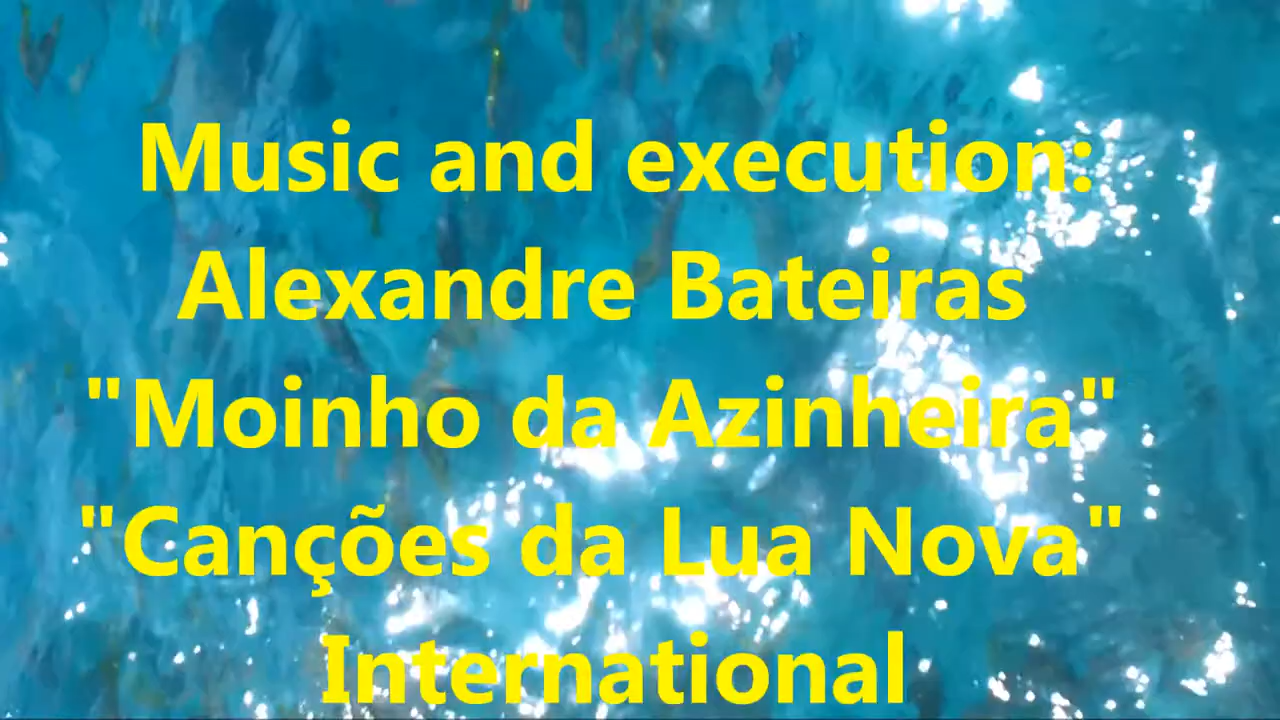 Music and execution:
Alexandre Bateiras
"Moinho da Azinheira"
"Canções da Lua Nova"
International